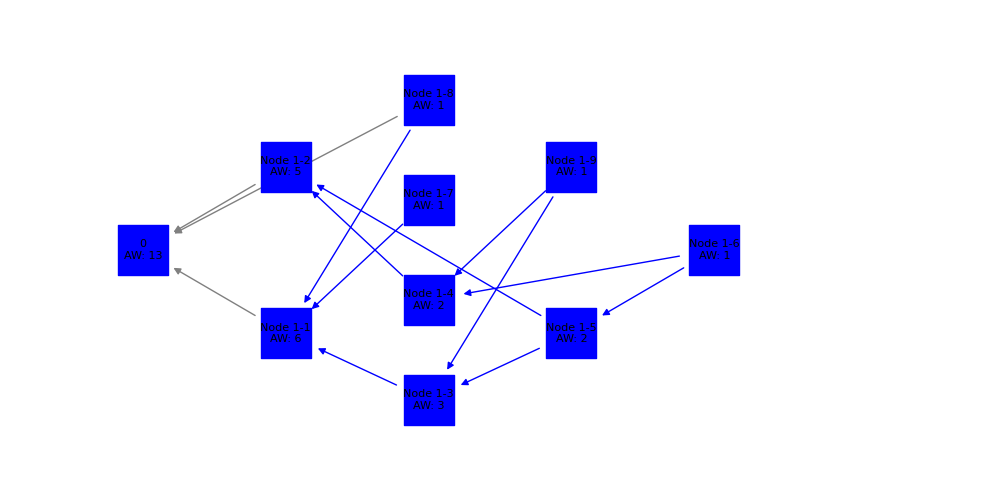 Node 1-8
AW: 1
Node 1-2
AW: 5
Node 1-9
AW: 1
Node 1-7
AW: 1
0
AW: 13
Node 1-6
AW: 1
Node 1-4
AW: 2
Node 1-1
AW: 6
Node 1-5
AW: 2
Node 1-3
AW: 3